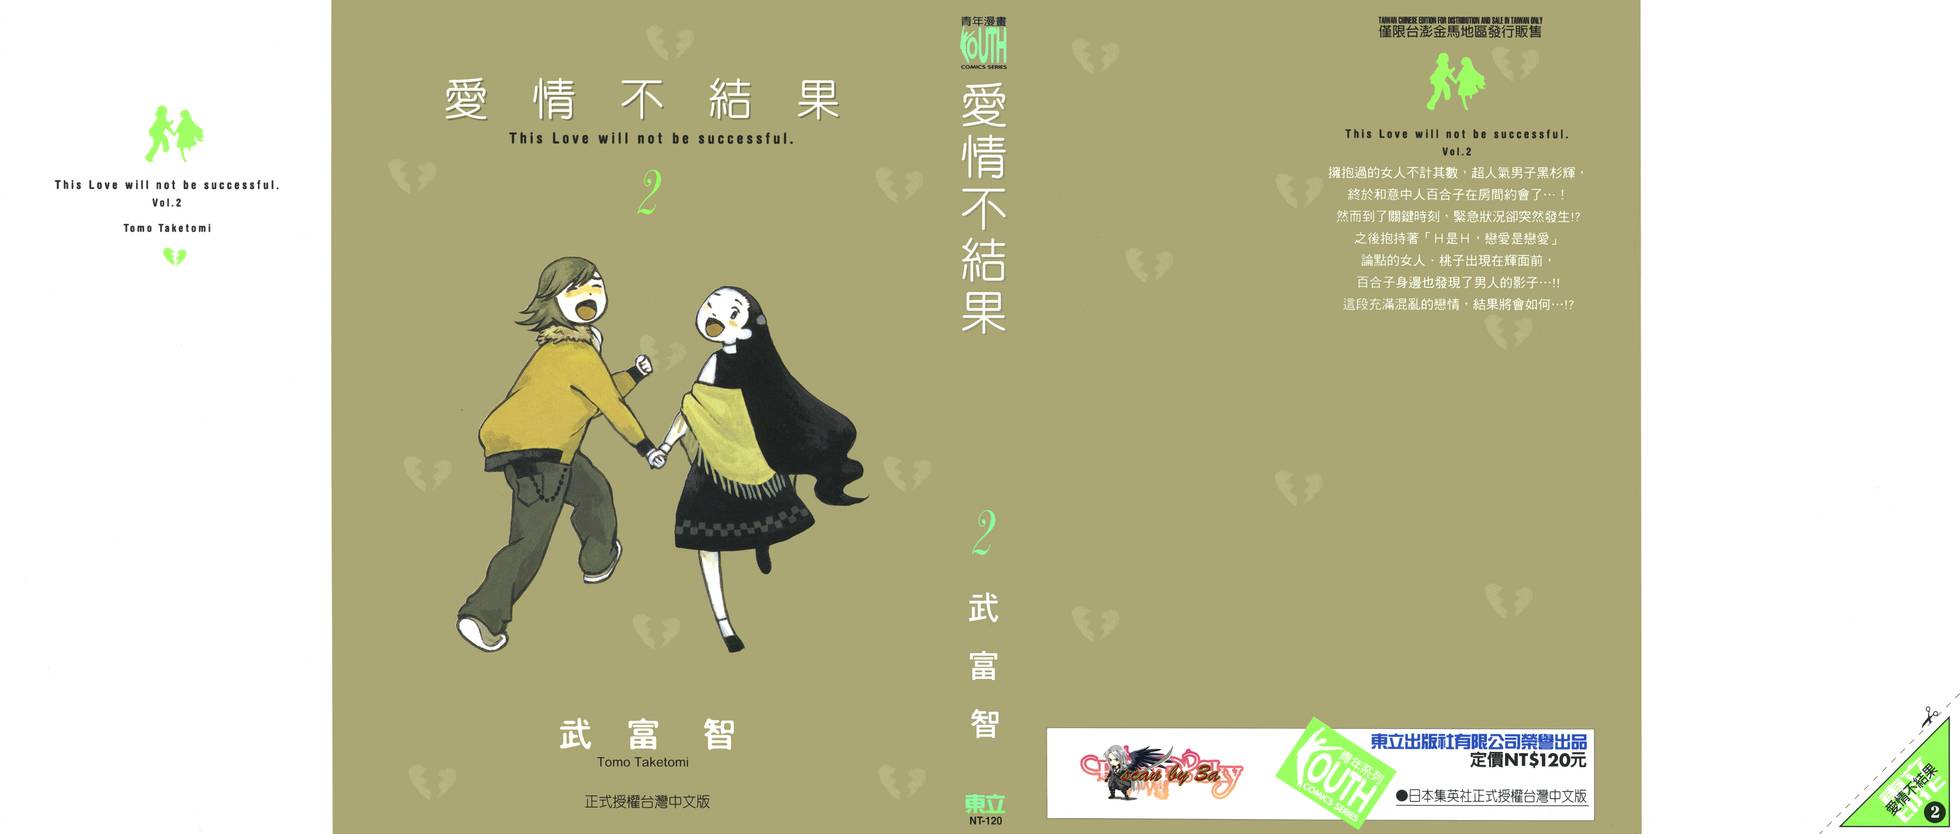 This Love will not be successful.
Vol.2
Tomo Taketomi
愛情不結果
This Love will not be successful.
2
武富智
Tomo Taketomi
正式授權台灣中文版
青年漫畫
YOUTH
COMICS SERIES
愛情不結果
2
武富智
東立
NT-120
TAIWAN CHINESE EDITION FOR DISTRIBUTION AND SALE IN TAIWAN ONLY
僅限台澎金馬地區發行販售
This Love will not be successful.
Vol.2
擁抱過的女人不計其數，超人氣男子黑杉輝，
終於和意中人百合子在房間約會了…！
然而到了關鍵時刻，緊急狀況卻突然發生!?
之後抱持著「Ｈ是Ｈ，戀愛是戀愛」
論點的女人．桃子出現在輝面前，
百合子身邊也發現了男人的影子…!!
這段充滿混亂的戀情，結果將會如何…!?
scan by 3a
青年系列
YOUTH
COMICS SERIES
東立出版社有限公司榮譽出品
定價NT$120元
●日本集英社正式授權台灣中文版
愛情不結果
2